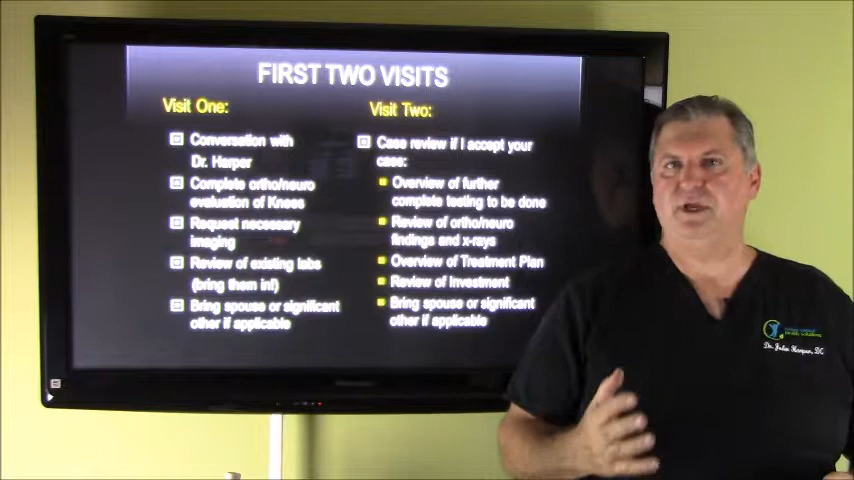 FIRST TWO VISITS
Visit One:
Conversation with
Dr. Harper
Complete ortho/neuro
evaluation of Knees
Request necessary
imaging
Review of existing labs
(bring them in!)
Bring spouse or significant
other if applicable
Visit Two:
Case review if I accept your
case:
Overview of further
complete testing to be done
Review of ortho/neuro
findings and x-rays
Overview of Treatment Plan
Review of Investment
Bring spouse or significant
other if applicable
Health Solutions
Dr. John Harper, DC